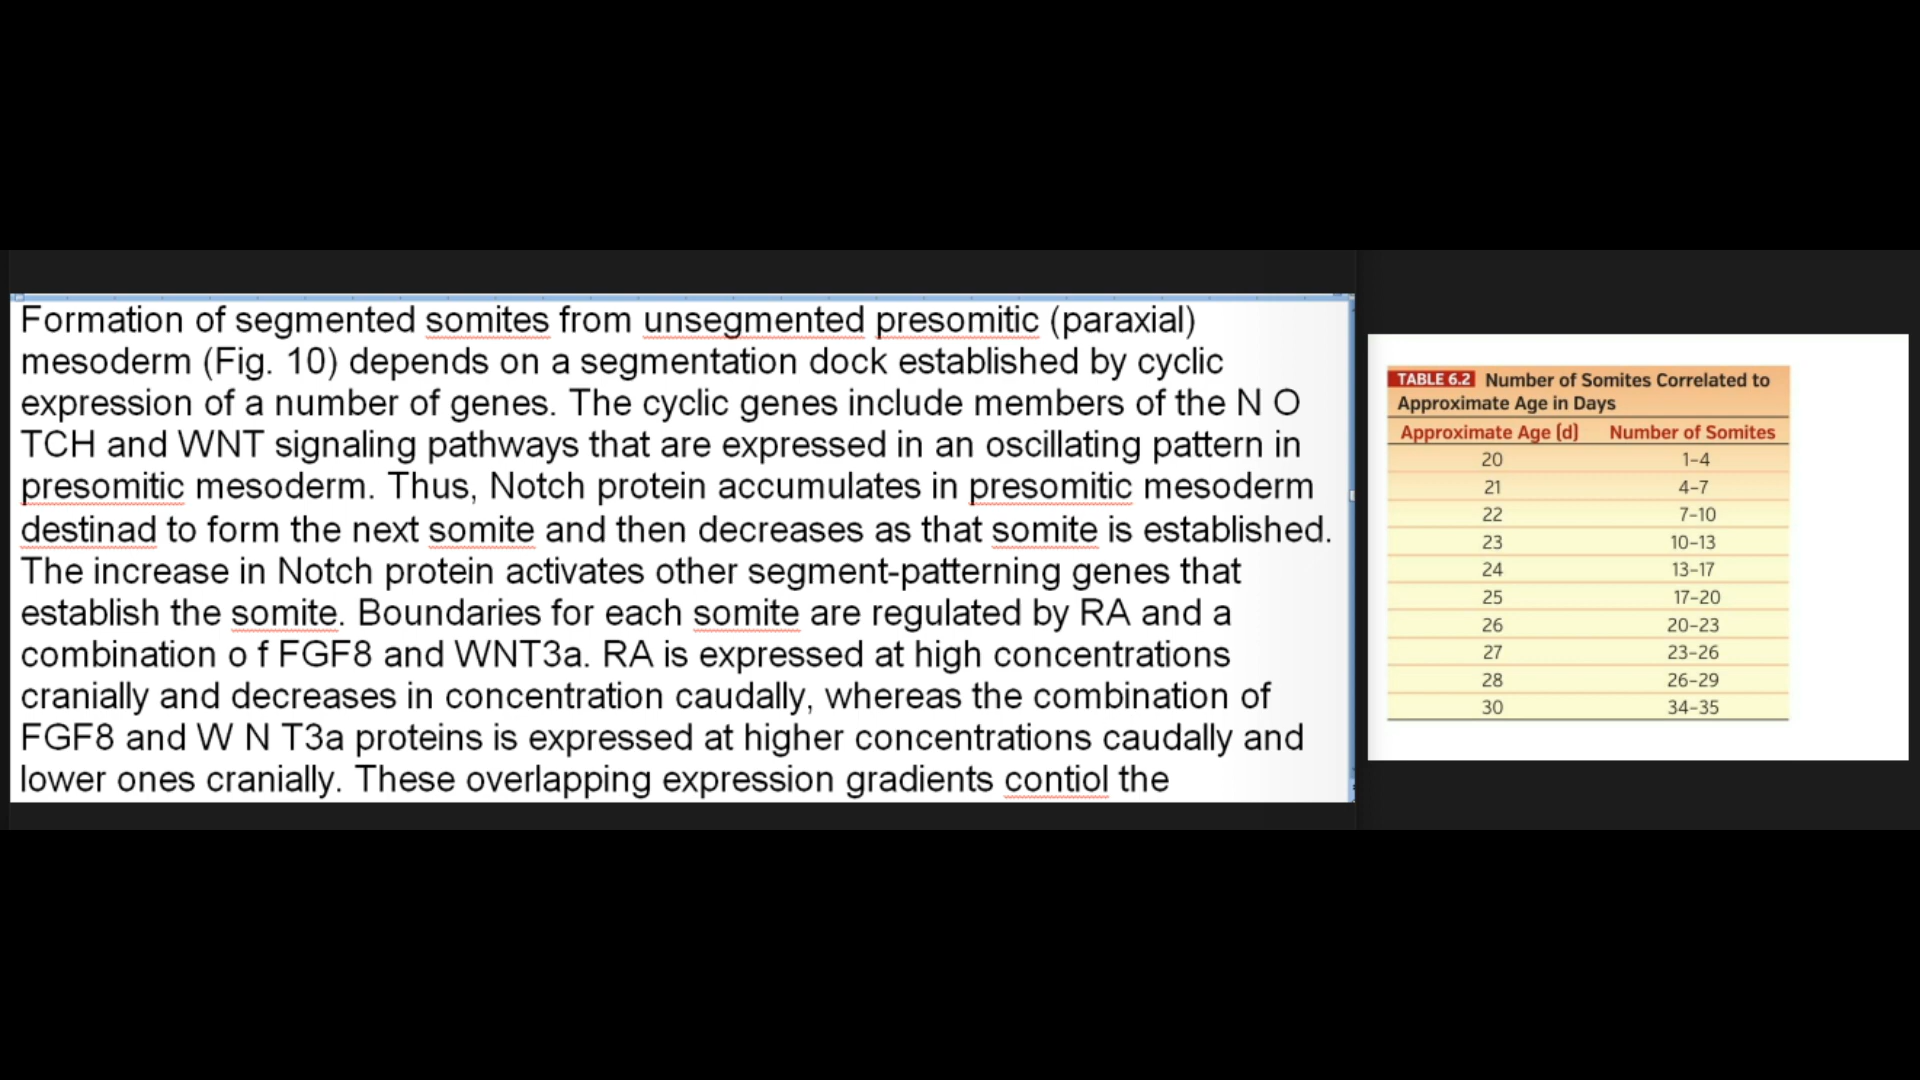 Formation of segmented somites from unsegmented presomitic (paraxial)
mesoderm (Fig. 10) depends on a segmentation dock established by cyclic
expression of a number of genes. The cyclic genes include members of the N O
TCH and WNT signaling pathways that are expressed in an oscillating pattern in
presomitic mesoderm. Thus, Notch protein accumulates in presomitic mesoderm
destinad to form the next somite and then decreases as that somite is established.
The increase in Notch protein activates other segment-patterning genes that
establish the somite. Boundaries for each somite are regulated by RA and a
combination o f FGF8 and WNT3a. RA is expressed at high concentrations
cranially and decreases in concentration caudally, whereas the combination of
FGF8 and W N T3a proteins is expressed at higher concentrations caudally and
lower ones cranially. These overlapping expression gradients contiol the
TABLE 6.2 Number of Somites Correlated to
Approximate Age in Days
Approximate Age (d) Number of Somites
20 1–4
21 4–7
22 7–10
23 10–13
24 13–17
25 17–20
26 20–23
27 23–26
28 26–29
30 34–35